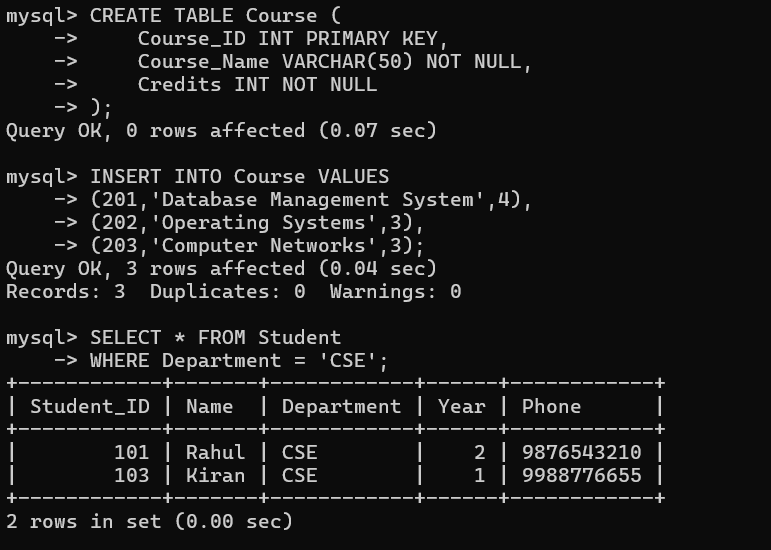 mysql> CREATE TABLE Course (
    ->     Course_ID INT PRIMARY KEY,
    ->     Course_Name VARCHAR(50) NOT NULL,
    ->     Credits INT NOT NULL
    -> );
Query OK, 0 rows affected (0.07 sec)

mysql> INSERT INTO Course VALUES
    -> (201,'Database Management System',4),
    -> (202,'Operating Systems',3),
    -> (203,'Computer Networks',3);
Query OK, 3 rows affected (0.04 sec)
Records: 3  Duplicates: 0  Warnings: 0

mysql> SELECT * FROM Student
    -> WHERE Department = 'CSE';
+------------+-------+------------+------+------------+
| Student_ID | Name  | Department | Year | Phone      |
+------------+-------+------------+------+------------+
|        101 | Rahul | CSE        |    2 | 9876543210 |
|        103 | Kiran | CSE        |    1 | 9988776655 |
+------------+-------+------------+------+------------+
2 rows in set (0.00 sec)